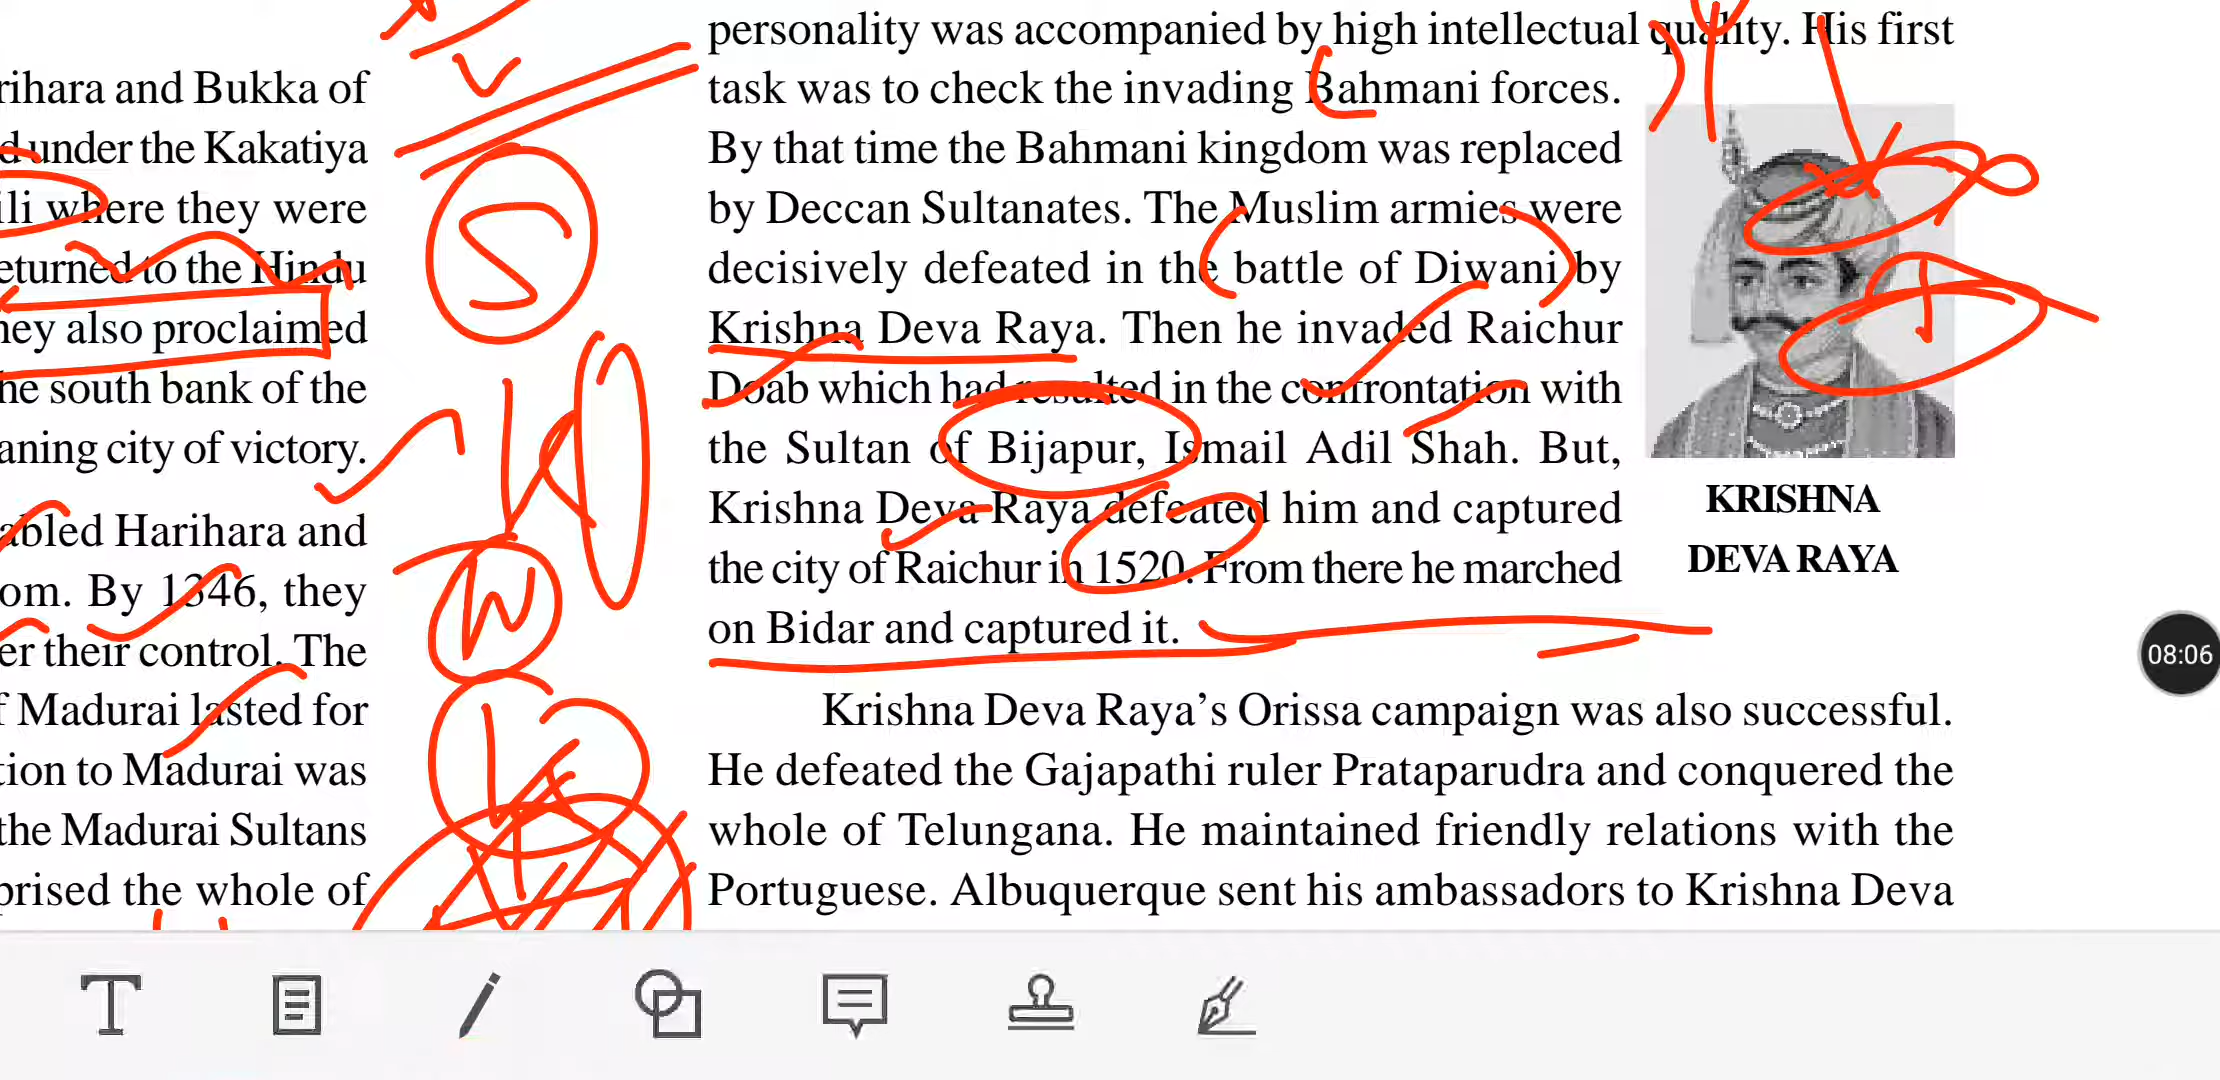 rihara and Bukka of
d under the Kakatiya
ili where they were
eturned to the Hindu
hey also proclaimed
he south bank of the
aning city of victory.
abled Harihara and
om. By 1346, they
er their control. The
f Madurai lasted for
tion to Madurai was
the Madurai Sultans
prised the whole of
S
N
personality was accompanied by high intellectual quality. His first
task was to check the invading Bahmani forces.
By that time the Bahmani kingdom was replaced
by Deccan Sultanates. The Muslim armies were
decisively defeated in the battle of Diwani by
Krishna Deva Raya. Then he invaded Raichur
Doab which had resulted in the confrontation with
the Sultan of Bijapur, Ismail Adil Shah. But,
Krishna Deva Raya defeated him and captured
the city of Raichur in 1520. From there he marched
on Bidar and captured it.
KRISHNA
DEVA RAYA
Krishna Deva Raya’s Orissa campaign was also successful.
He defeated the Gajapathi ruler Prataparudra and conquered the
whole of Telungana. He maintained friendly relations with the
Portuguese. Albuquerque sent his ambassadors to Krishna Deva
08:06